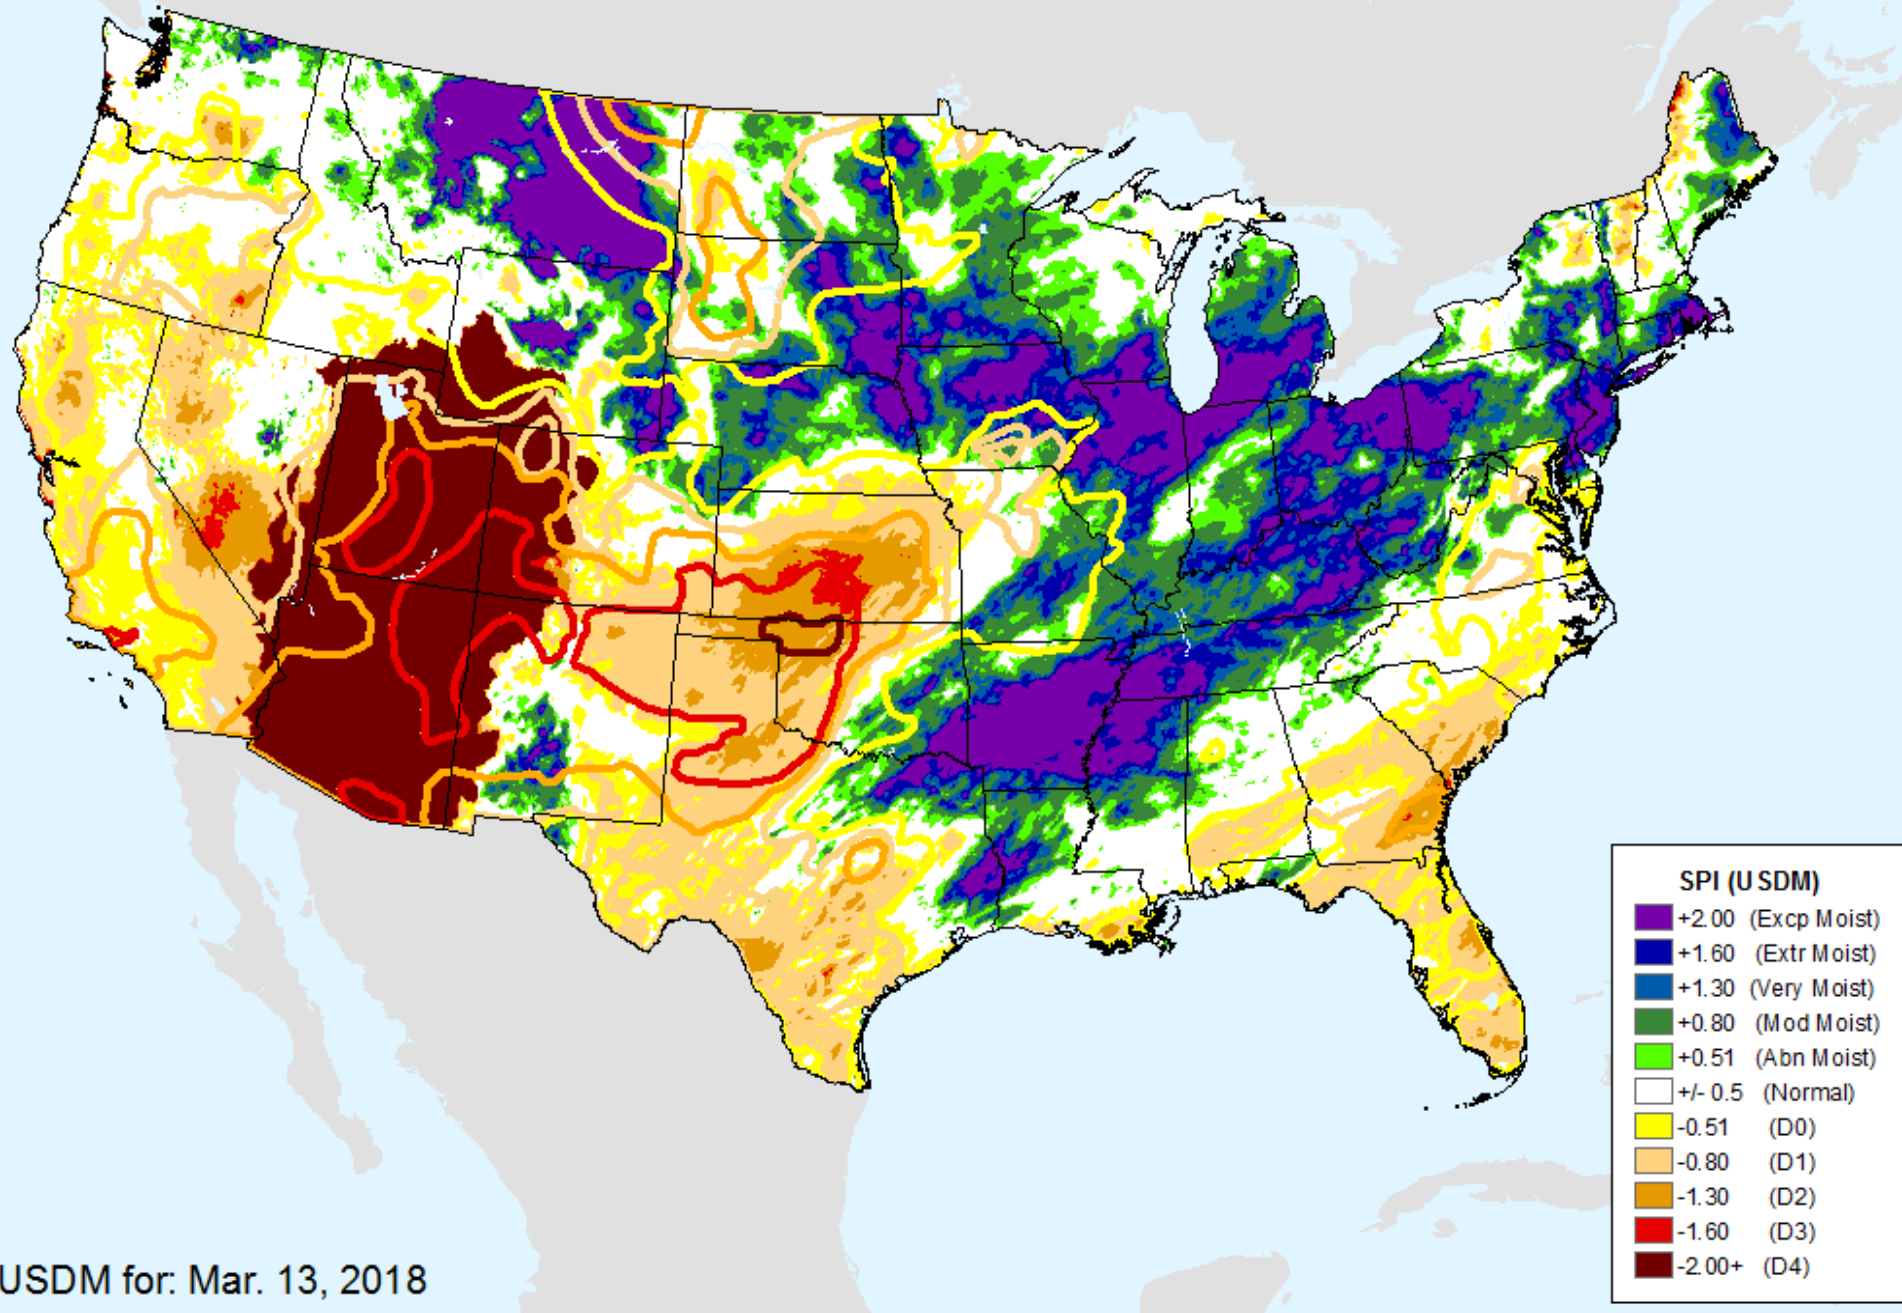 SPI (USDM)
+2.00 (Excp Moist)
+1.60 (Extr Moist)
+1.30 (Very Moist)
+0.80 (Mod Moist)
+0.51 (Abn Moist)
+/- 0.5 (Normal)
-0.51 (D0)
-0.80 (D1)
-1.30 (D2)
-1.60 (D3)
-2.00+ (D4)
USDM for: Mar. 13, 2018